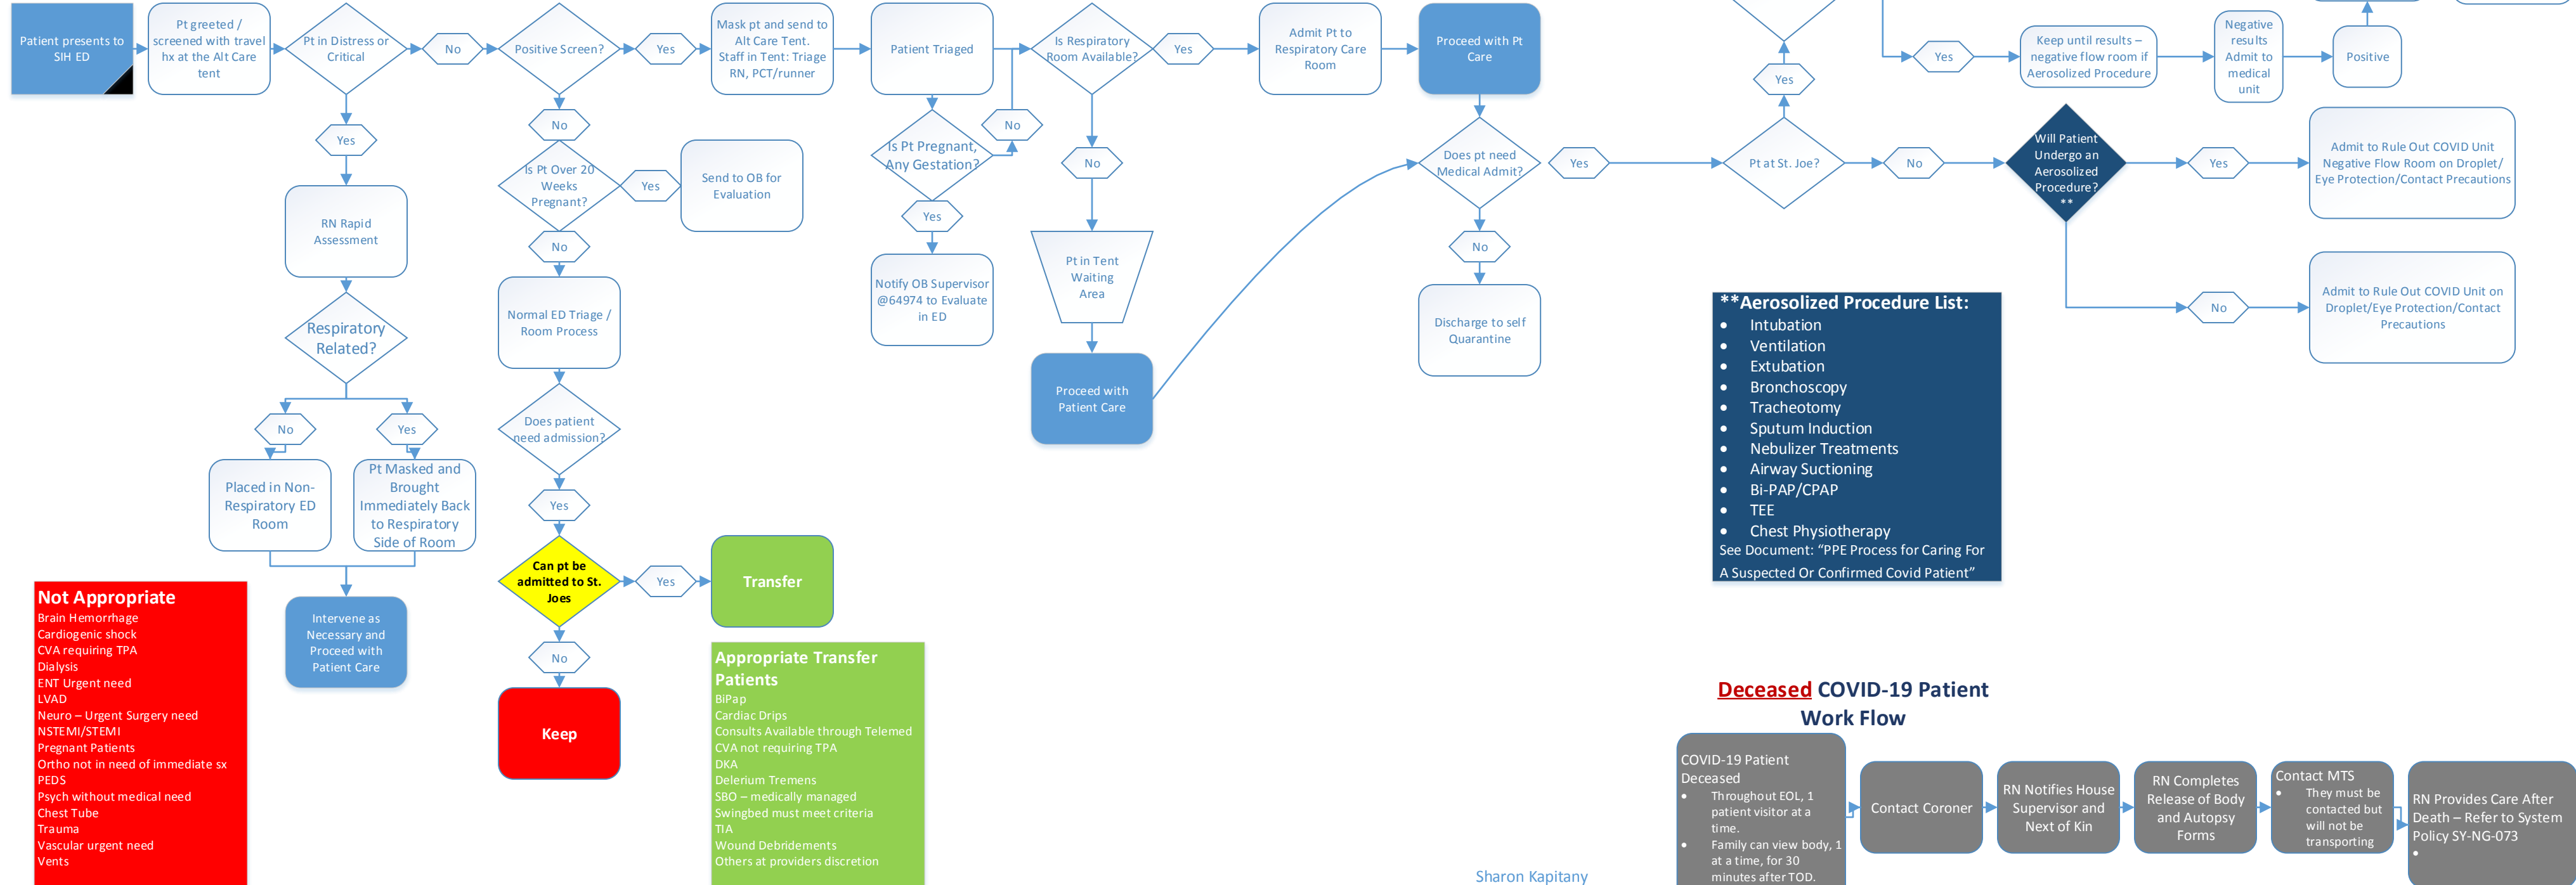 Patient presents to
SIH ED
Pt greeted /
screened with travel
hx at the Alt Care
tent
Pt in Distress or
Critical
No
Positive Screen?
Yes
Mask pt and send to
Alt Care Tent.
Staff in Tent: Triage
RN, PCT/runner
Patient Triaged
Is Respiratory
Room Available?
Yes
Admit Pt to
Respiratory Care
Room
Proceed with Pt
Care
Yes
Keep until results –
negative flow room if
Aerosolized Procedure
Negative
results
Admit to
medical
unit
Positive
Yes
RN Rapid
Assessment
Respiratory
Related?
No
Yes
Placed in Non-
Respiratory ED
Room
Pt Masked and
Brought
Immediately Back
to Respiratory
Side of Room
Intervene as
Necessary and
Proceed with
Patient Care
No
Is Pt Over 20
Weeks
Pregnant?
Yes
Send to OB for
Evaluation
No
Normal ED Triage /
Room Process
Does patient
need admission?
Yes
Can pt be
admitted to St.
Joes
Yes
Transfer
No
Keep
No
Is Pt Pregnant,
Any Gestation?
Yes
Notify OB Supervisor
@64974 to Evaluate
in ED
No
Pt in Tent
Waiting
Area
Proceed with
Patient Care
Does pt need
Medical Admit?
Yes
No
Discharge to self
Quarantine
Yes
Pt at St. Joe?
No
Will Patient
Undergo an
Aerosolized
Procedure?
**
Yes
Admit to Rule Out COVID Unit
Negative Flow Room on Droplet/
Eye Protection/Contact Precautions
No
Admit to Rule Out COVID Unit on
Droplet/Eye Protection/Contact
Precautions
**Aerosolized Procedure List:
• Intubation
• Ventilation
• Extubation
• Bronchoscopy
• Tracheotomy
• Sputum Induction
• Nebulizer Treatments
• Airway Suctioning
• Bi-PAP/CPAP
• TEE
• Chest Physiotherapy
See Document: “PPE Process for Caring For
A Suspected Or Confirmed Covid Patient”
Not Appropriate
Brain Hemorrhage
Cardiogenic shock
CVA requiring TPA
Dialysis
ENT Urgent need
LVAD
Neuro – Urgent Surgery need
NSTEMI/STEMI
Pregnant Patients
Ortho not in need of immediate sx
PEDS
Psych without medical need
Chest Tube
Trauma
Vascular urgent need
Vents
Appropriate Transfer
Patients
BiPap
Cardiac Drips
Consults Available through Telemed
CVA not requiring TPA
DKA
Delerium Tremens
SBO – medically managed
Swingbed must meet criteria
TIA
Wound Debridements
Others at providers discretion
Deceased COVID-19 Patient
Work Flow
COVID-19 Patient
Deceased
• Throughout EOL, 1
patient visitor at a
time.
• Family can view body, 1
at a time, for 30
minutes after TOD.
Contact Coroner
RN Notifies House
Supervisor and
Next of Kin
RN Completes
Release of Body
and Autopsy
Forms
Contact MTS
• They must be
contacted but
will not be
transporting
RN Provides Care After
Death – Refer to System
Policy SY-NG-073
•
Sharon Kapitany